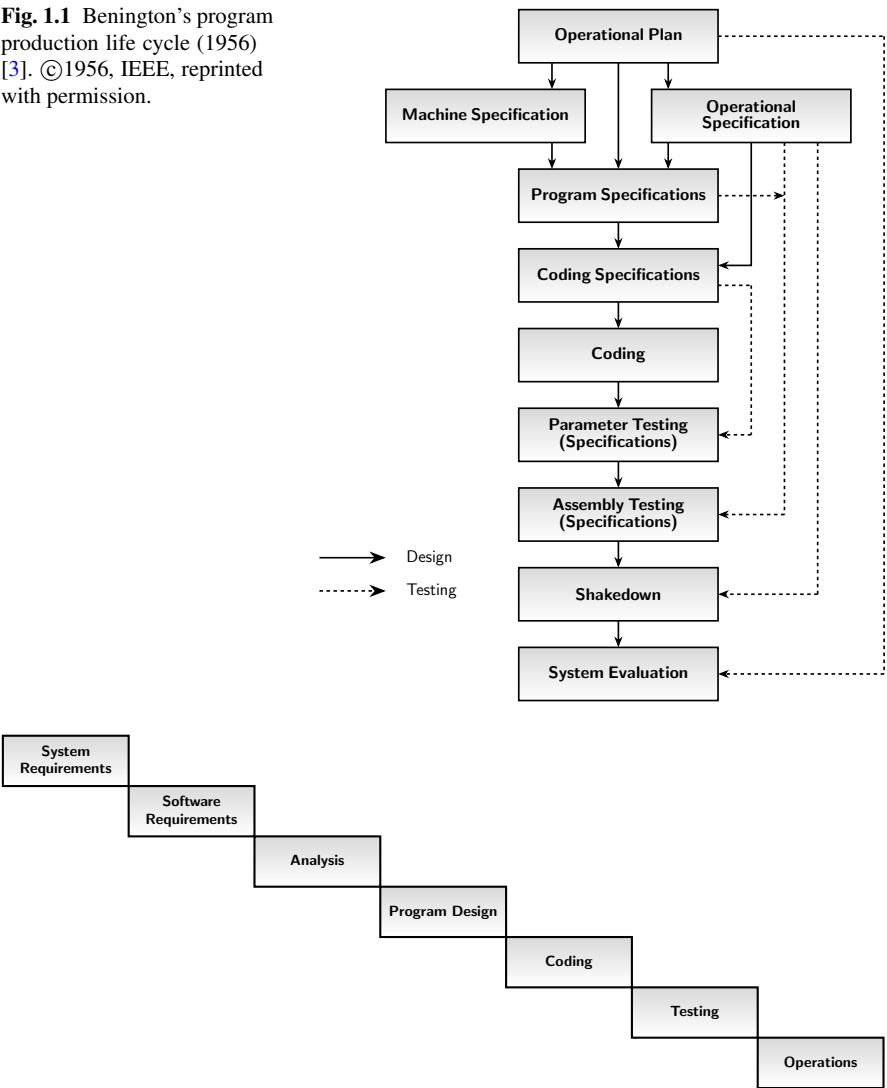 Fig. 1.1 Benington's program
production life cycle (1956)
[3]. ©1956, IEEE, reprinted
with permission.
Operational Plan
Machine Specification
Operational
Specification
Program Specifications
Coding Specifications
Coding
Parameter Testing
(Specifications)
Assembly Testing
(Specifications)
Design
Testing
Shakedown
System Evaluation
System
Requirements
Software
Requirements
Analysis
Program Design
Coding
Testing
Operations